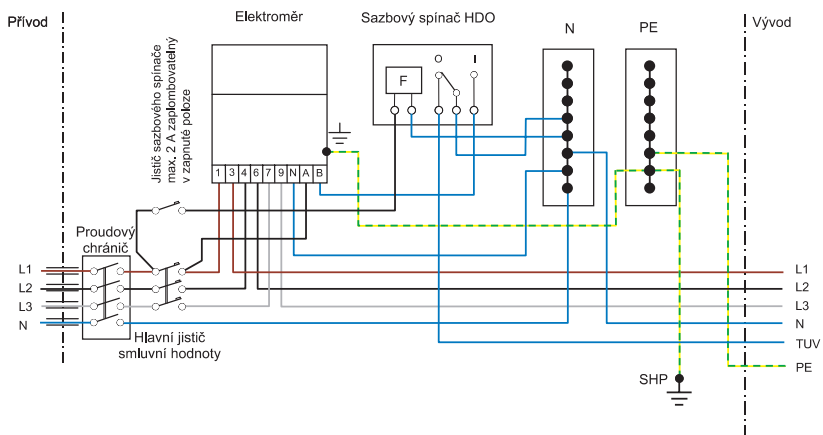 Přívod
Elektroměr
Sazbový spínač HDO
N
PE
Vývod
Jistič sazbového spínače
max. 2 A zaplombovatelný
v zapnuté poloze
F
O
I
1 3 4 6 7 9 N A B
Proudový
chránič
L1
L2
L3
N
Hlavní jistič
smluvní hodnoty
L1
L2
L3
N
TUV
PE
SHP